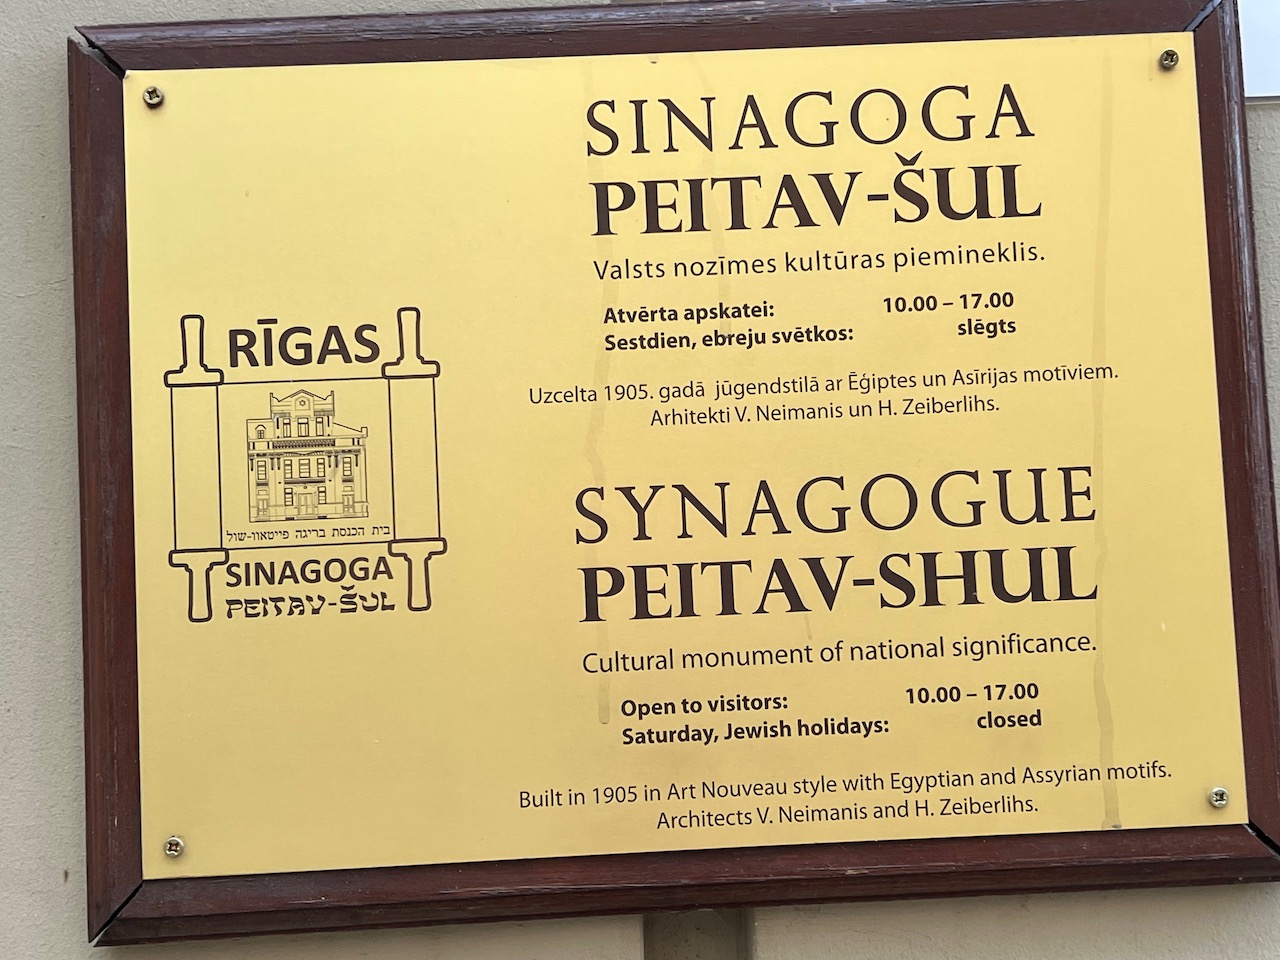 RĪGAS
בית הכנסת בריגה פייטאוו-שול
SINAGOGA
PEITAV-ŠUL
SINAGOGA
PEITAV-ŠUL
Valsts nozīmes kultūras piemineklis.
Atvērta apskatei: 10.00 – 17.00
Sestdien, ebreju svētkos: slēgts
Uzcelta 1905. gadā jūgendstilā ar Ēģiptes un Asīrijas motīviem.
Arhitekti V. Neimanis un H. Zeiberlihs.
SYNAGOGUE
PEITAV-SHUL
Cultural monument of national significance.
Open to visitors: 10.00 – 17.00
Saturday, Jewish holidays: closed
Built in 1905 in Art Nouveau style with Egyptian and Assyrian motifs.
Architects V. Neimanis and H. Zeiberlihs.